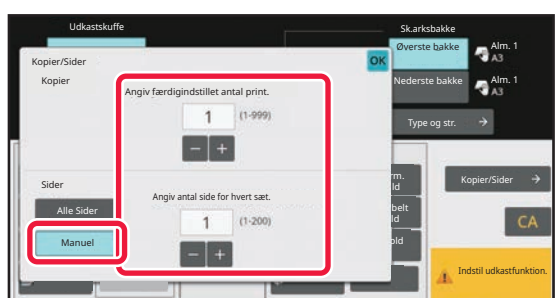 Udkastskuffe
Sk.arksbakke
Øverste bakke
Alm. 1
A3
Nederste bakke
Alm. 1
A3
Type og str.
Kopier/Sider
OK
Kopier
Angiv færdigindstillet antal print.
1
(1-999)
Sider
Angiv antal side for hvert sæt.
Alle Sider
1
(1-200)
Manuel
Kopier/Sider
CA
Indstil udkastfunktion.